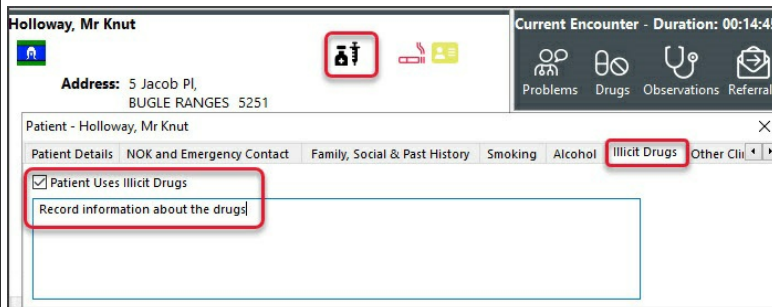 Holloway, Mr Knut
Current Encounter - Duration: 00:14:45
Address: 5 Jacob Pl,
BUGLE RANGES 5251
Problems Drugs Observations Referral
Patient - Holloway, Mr Knut
Patient Details NOK and Emergency Contact Family, Social & Past History Smoking Alcohol Illicit Drugs Other Clin
Patient Uses Illicit Drugs
Record information about the drugs